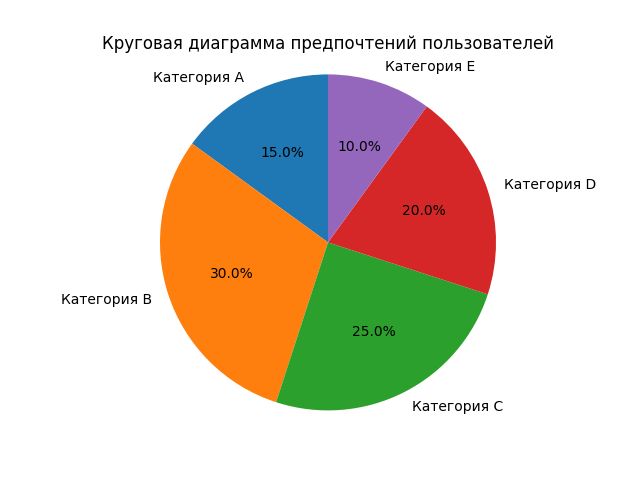 Круговая диаграмма предпочтений пользователей
Категория E
Категория A
10.0%
15.0%
Категория D
20.0%
30.0%
Категория B
25.0%
Категория C